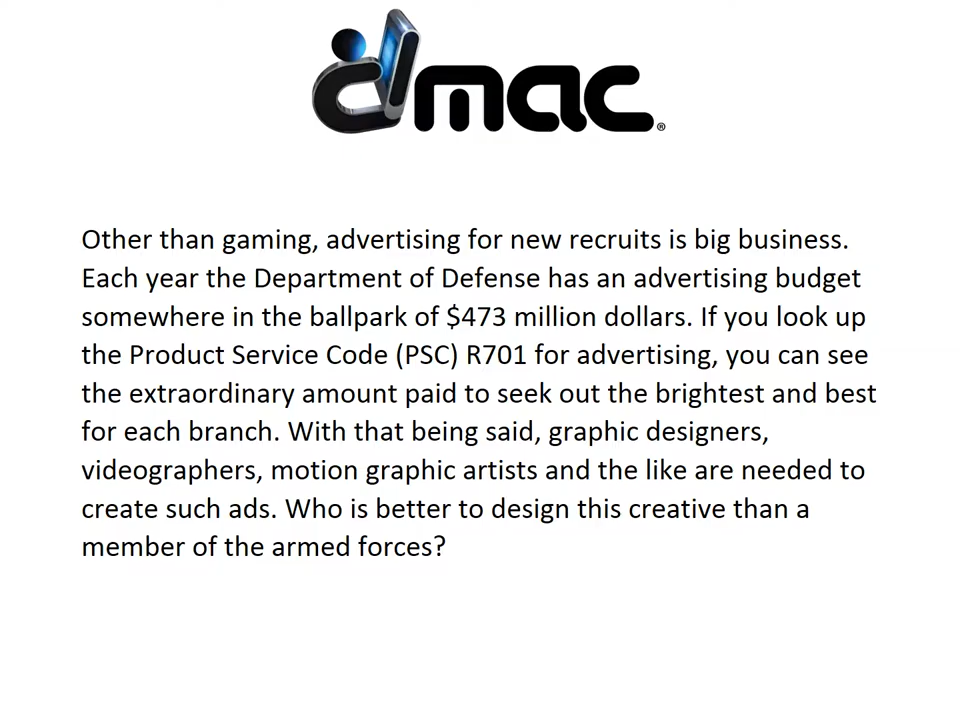 dmac®
Other than gaming, advertising for new recruits is big business.
Each year the Department of Defense has an advertising budget
somewhere in the ballpark of $473 million dollars. If you look up
the Product Service Code (PSC) R701 for advertising, you can see
the extraordinary amount paid to seek out the brightest and best
for each branch. With that being said, graphic designers,
videographers, motion graphic artists and the like are needed to
create such ads. Who is better to design this creative than a
member of the armed forces?